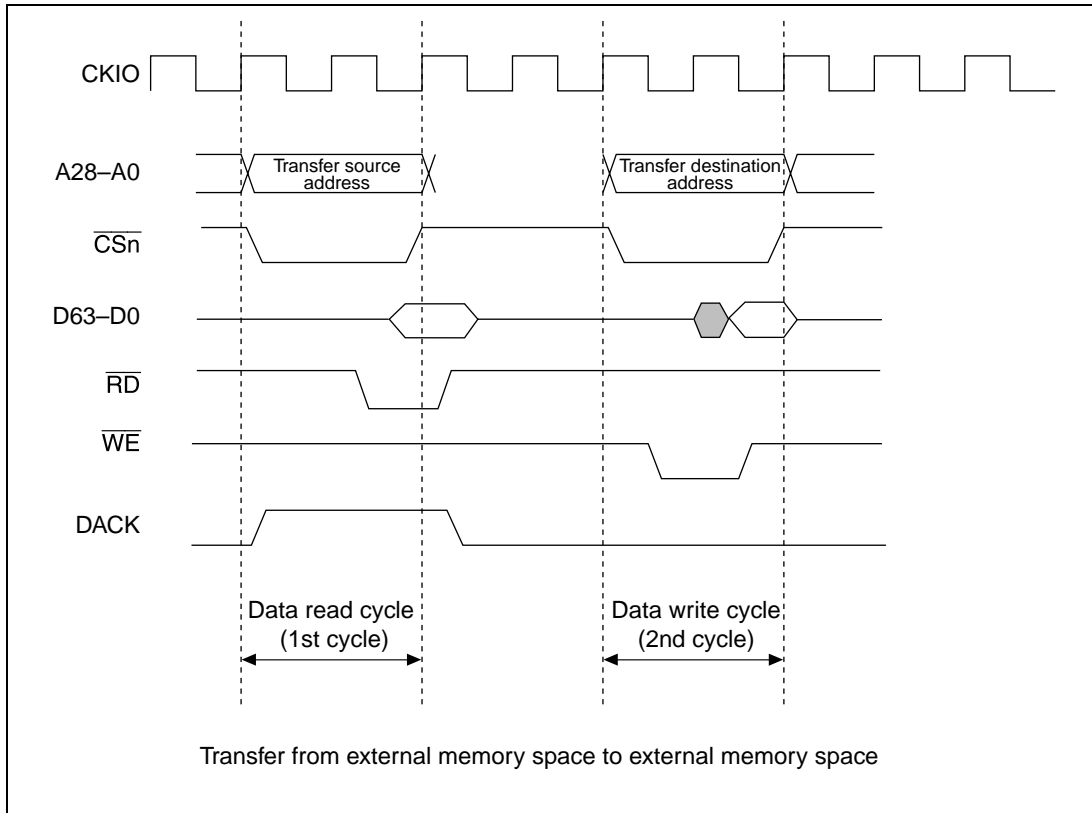 CKIO
A28–A0
Transfer source
address
Transfer destination
address
CSn
D63–D0
RD
WE
DACK
Data read cycle
(1st cycle)
Data write cycle
(2nd cycle)
Transfer from external memory space to external memory space